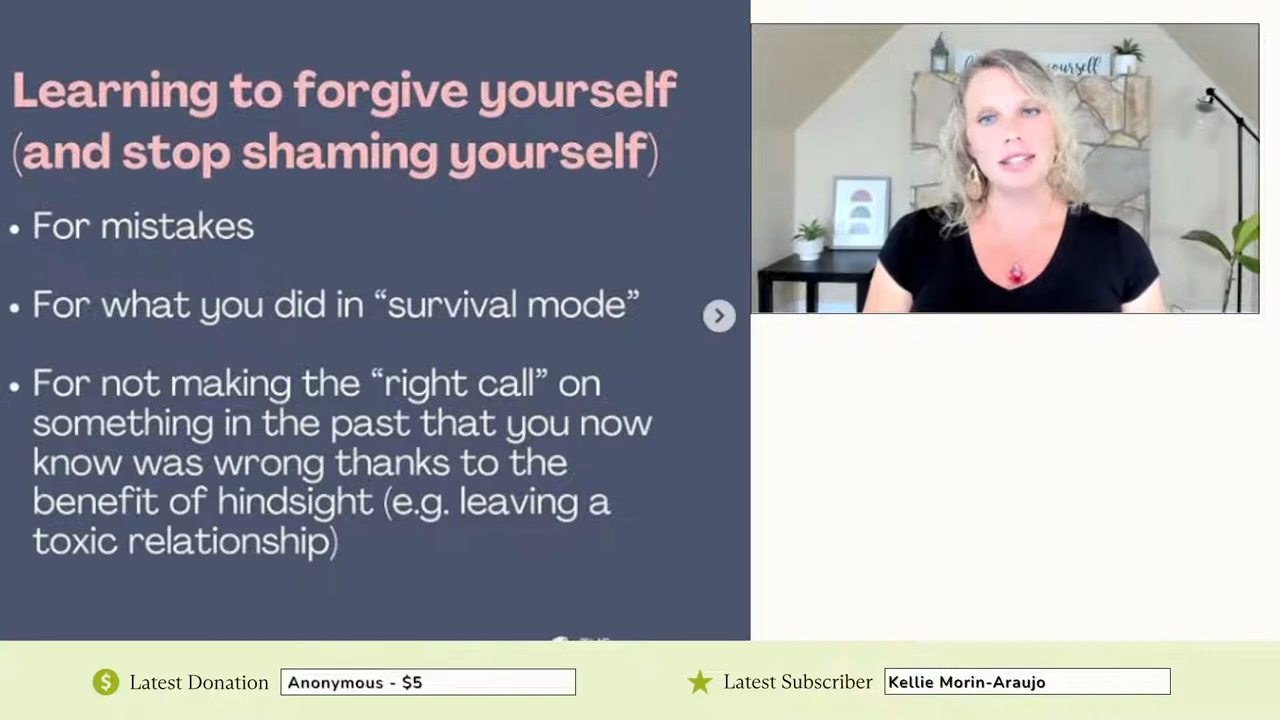 Learning to forgive yourself
(and stop shaming yourself)
• For mistakes
• For what you did in “survival mode”
• For not making the “right call” on
something in the past that you now
know was wrong thanks to the
benefit of hindsight (e.g. leaving a
toxic relationship)
yourself
Latest Donation
Anonymous - $5
Latest Subscriber
Kellie Morin-Araujo